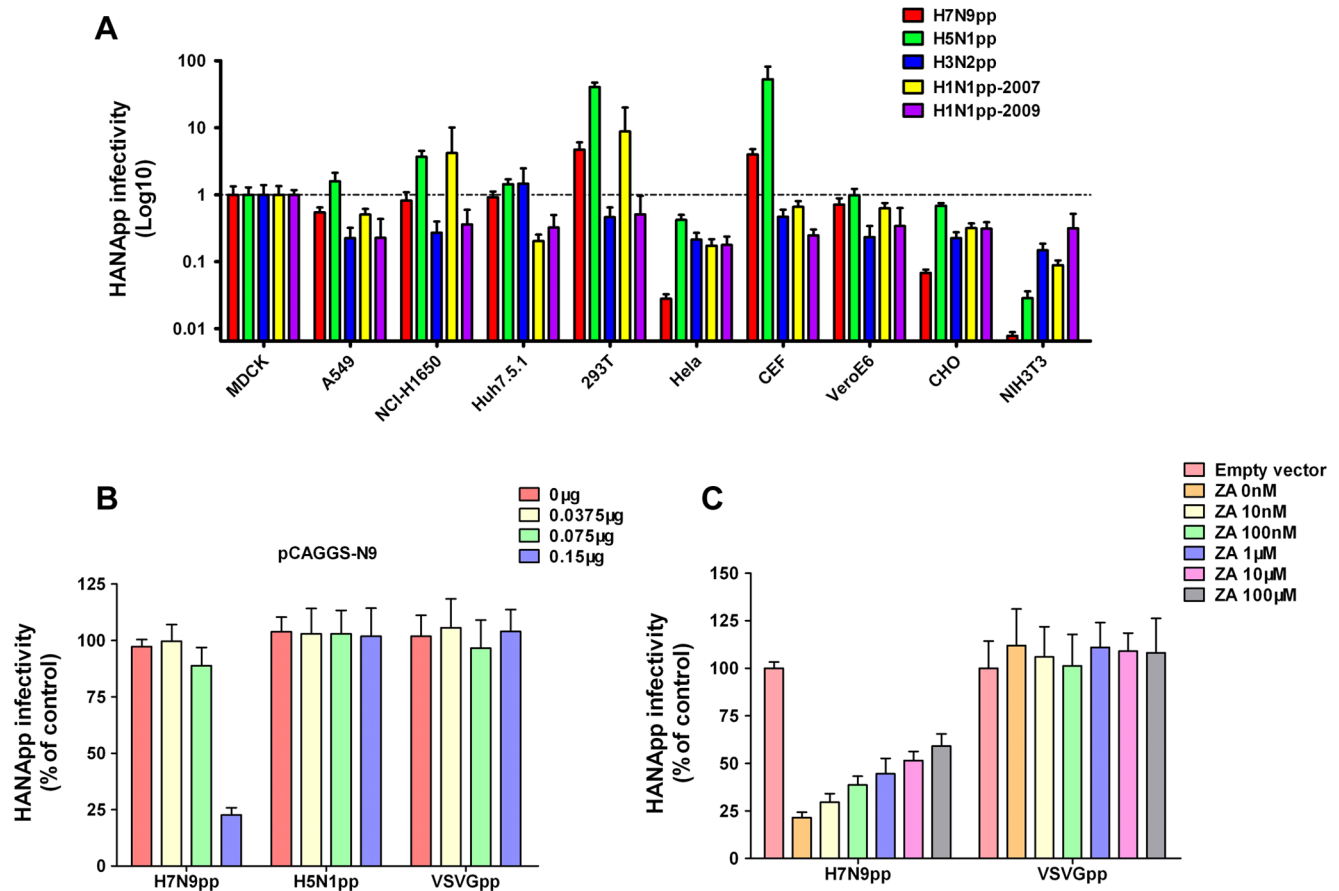 A
H7N9pp
H5N1pp
H3N2pp
H1N1pp-2007
H1N1pp-2009
HANApp infectivity
(Log10)
100
10
1
0.1
0.01
MDCK
A549
NCI-H1650
Huh7.5.1
293T
Hela
CEF
VeroE6
CHO
NIH3T3
B
0µg
0.0375µg
0.075µg
0.15µg
pCAGGS-N9
HANApp infectivity
(% of control)
125
100
75
50
25
0
H7N9pp
H5N1pp
VSVGpp
C
Empty vector
ZA 0nM
ZA 10nM
ZA 100nM
ZA 1µM
ZA 10µM
ZA 100µM
HANApp infectivity
(% of control)
150
125
100
75
50
25
0
H7N9pp
VSVGpp